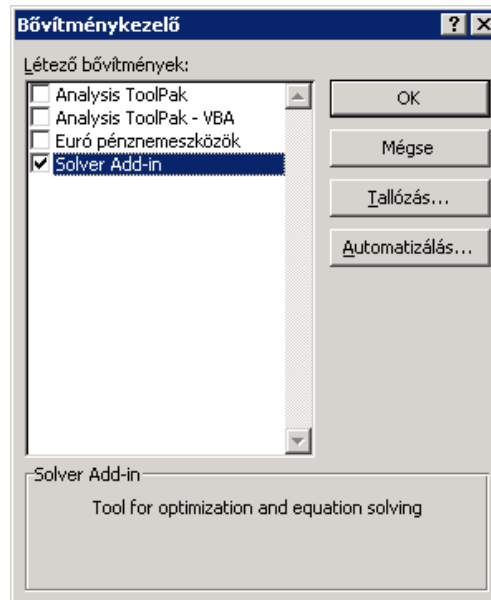 Bővítménykezelő
Létező bővítmények:
Analysis ToolPak
Analysis ToolPak - VBA
Euró pénznemeszközök
Solver Add-in
OK
Mégse
Tallózás...
Automatizálás...
Solver Add-in
Tool for optimization and equation solving